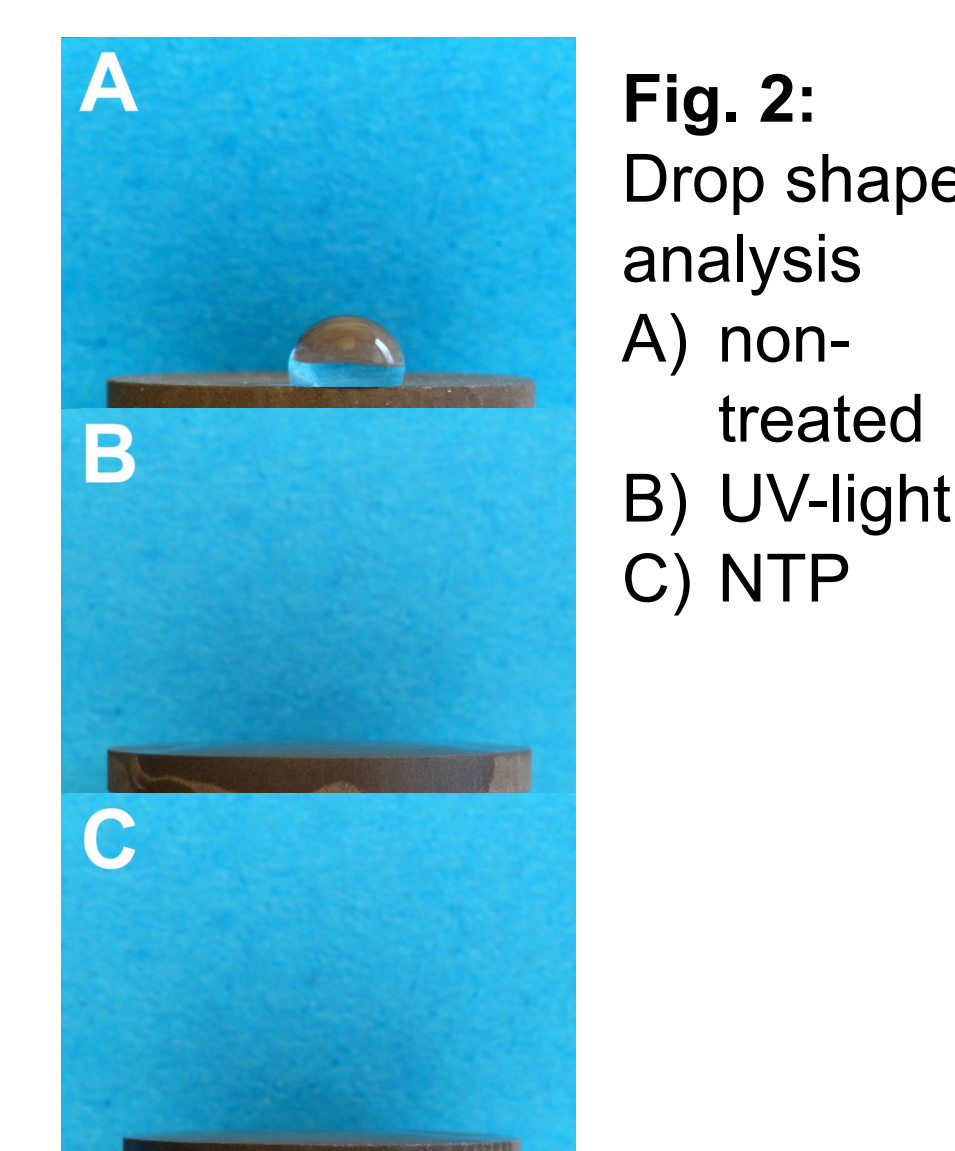 A
B
C
Fig. 2:
Drop shape
analysis
A) non-
treated
B) UV-light
C) NTP